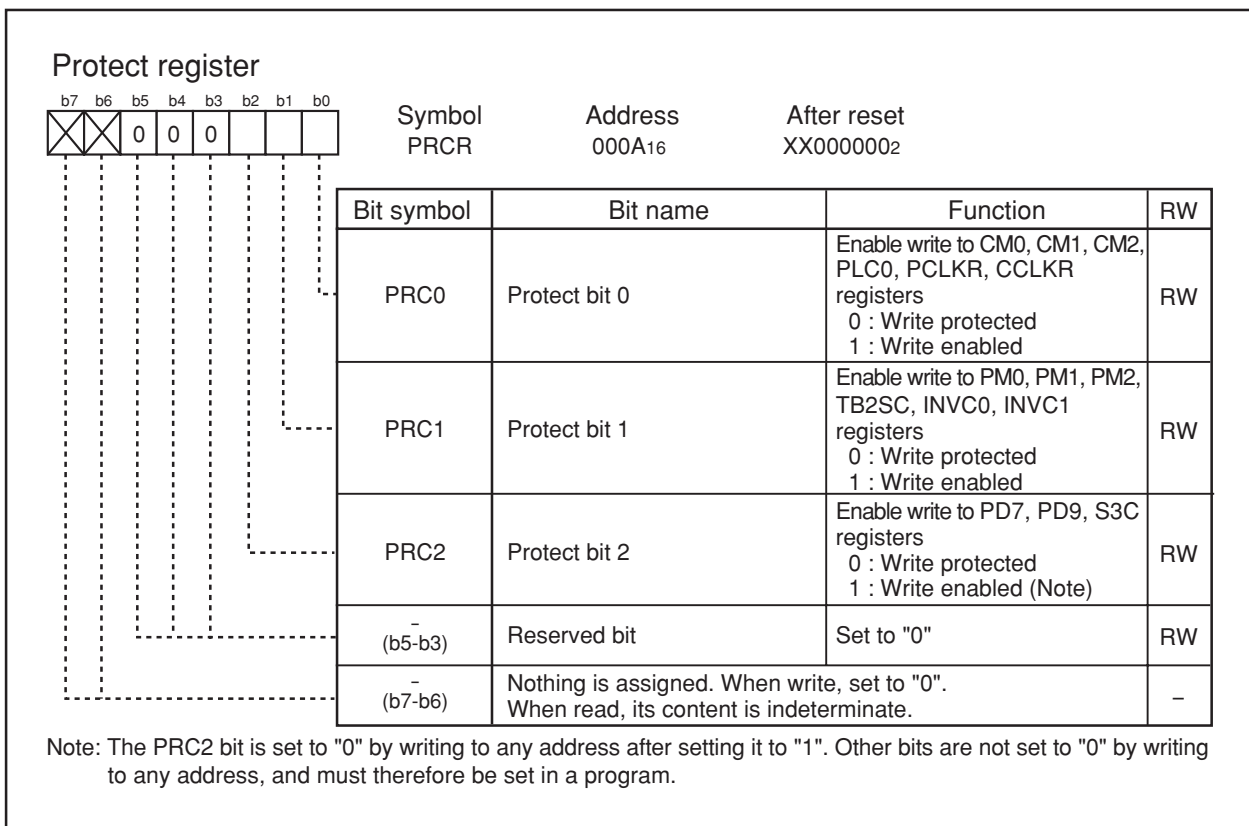 Protect register
b7 b6 b5 b4 b3 b2 b1 b0
0 0 0
Symbol Address After reset
PRCR 000A16 XX0000002
Bit symbol Bit name Function RW
PRC0 Protect bit 0 Enable write to CM0, CM1, CM2,
PLC0, PCLKR, CCLKR
registers
0 : Write protected
1 : Write enabled
RW
PRC1 Protect bit 1 Enable write to PM0, PM1, PM2,
TB2SC, INVC0, INVC1
registers
0 : Write protected
1 : Write enabled
RW
PRC2 Protect bit 2 Enable write to PD7, PD9, S3C
registers
0 : Write protected
1 : Write enabled (Note)
RW
–
(b5-b3) Reserved bit Set to "0" RW
–
(b7-b6) Nothing is assigned. When write, set to "0".
When read, its content is indeterminate.
–
Note: The PRC2 bit is set to "0" by writing to any address after setting it to "1". Other bits are not set to "0" by writing
to any address, and must therefore be set in a program.